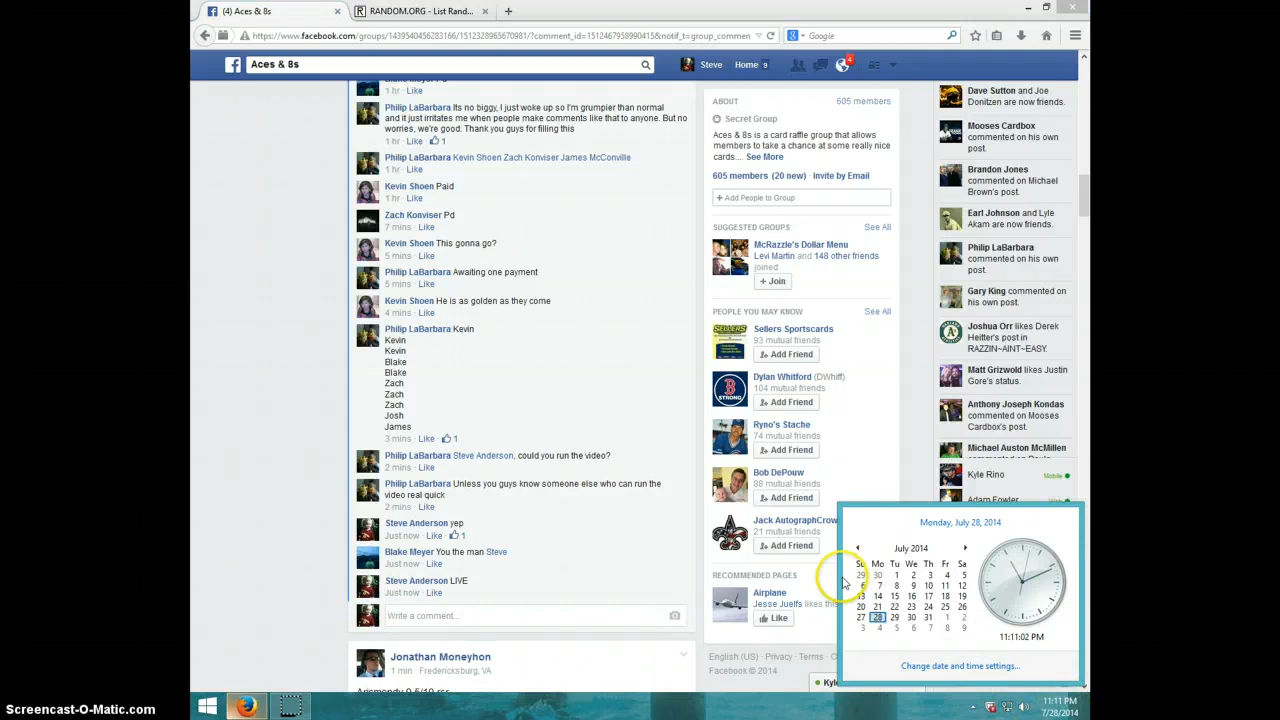 (4) Aces & 8s
RANDOM.ORG - List Rand...
https://www.facebook.com/groups/1439540456283166/1512328965670981/?comment_id=1512467958990415&notif_t=group_commen
Google
Aces & 8s
Steve
Home 9
4
1 hr · Like
Philip LaBarbara Its no biggy, I just woke up so I'm grumpier than normal
and it just irritates me when people make comments like that to anyone. But no
worries, we're good. Thank you guys for filling this
1 hr · Like · 1
Philip LaBarbara Kevin Shoen Zach Konviser James McConville
1 hr · Like
Kevin Shoen Paid
1 hr · Like
Zach Konviser Pd
7 mins · Like
Kevin Shoen This gonna go?
5 mins · Like
Philip LaBarbara Awaiting one payment
5 mins · Like
Kevin Shoen He is as golden as they come
4 mins · Like
Philip LaBarbara Kevin
Kevin
Kevin
Blake
Blake
Zach
Zach
Zach
Josh
James
3 mins · Like · 1
Philip LaBarbara Steve Anderson, could you run the video?
2 mins · Like
Philip LaBarbara Unless you guys know someone else who can run the
video real quick
2 mins · Like
Steve Anderson yep
Just now · Like · 1
Blake Meyer You the man Steve
Just now · Like
Steve Anderson LIVE
Just now · Like
Write a comment...
Jonathan Moneyhon
1 min · Fredericksburg, VA
ABOUT
605 members
Secret Group
Aces & 8s is a card raffle group that allows
members to take a chance at some really nice
cards.... See More
605 members (20 new) · Invite by Email
+ Add People to Group
SUGGESTED GROUPS
See All
McRazzle's Dollar Menu
Levi Martin and 148 other friends
joined
+ Join
PEOPLE YOU MAY KNOW
See All
Sellers Sportscards
93 mutual friends
Add Friend
Dylan Whitford (DWhiff)
104 mutual friends
Add Friend
Ryno's Stache
74 mutual friends
Add Friend
Bob DePouw
88 mutual friends
Add Friend
Jack AutographCrow
21 mutual friends
Add Friend
RECOMMENDED PAGES
Airplane
Jesse Juelfs likes this
Like
English (US) · Privacy · Terms · C
Facebook © 2014
Dave Sutton and Joe
Donitzen are now friends.
Mooses Cardbox
commented on his own
post.
Brandon Jones
commented on Michael
Brown's post.
Earl Johnson and Lyle
Akam are now friends.
Philip LaBarbara
commented on his own
post.
Gary King commented on
his own post.
Joshua Orr likes Derek
Heitter's post in
RAZZIN~AINT~EASY.
Matt Grizwold likes Justin
Gore's status.
Anthony Joseph Kondas
commented on Mooses
Cardbox's post.
Michael Auston McMillen
Kyle Rino
Mobile
Adam Fowler
Kyle
Monday, July 28, 2014
July 2014
Su Mo Tu We Th Fr Sa
29 30 1 2 3 4 5
6 7 8 9 10 11 12
13 14 15 16 17 18 19
20 21 22 23 24 25 26
27 28 29 30 31 1 2
3 4 5 6 7 8 9
11:11:02 PM
Change date and time settings...
11:11 PM
7/28/2014
Screencast-O-Matic.com